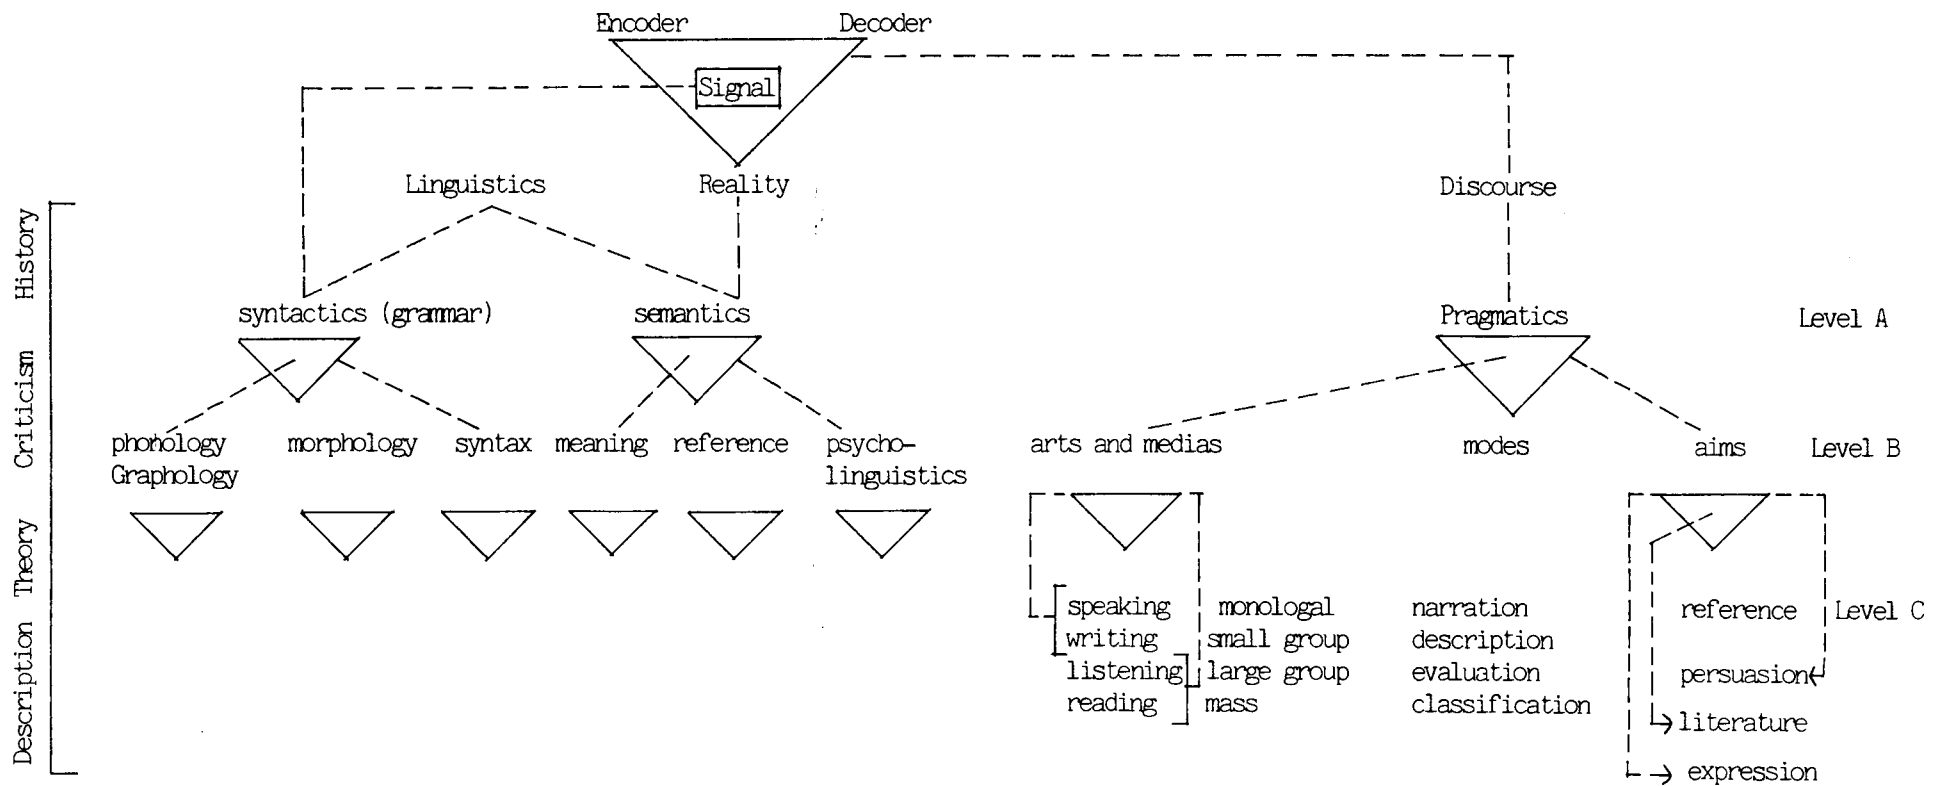 Encoder Decoder
Signal
Linguistics Reality Discourse
History
syntactics (grammar) semantics Pragmatics Level A
Criticism
phonology morphology syntax meaning reference psycho- arts and medias modes aims Level B
Graphology linguistics
Theory
speaking monologal narration reference Level C
writing small group description
listening large group evaluation persuasion
reading mass classification
literature
Description
expression